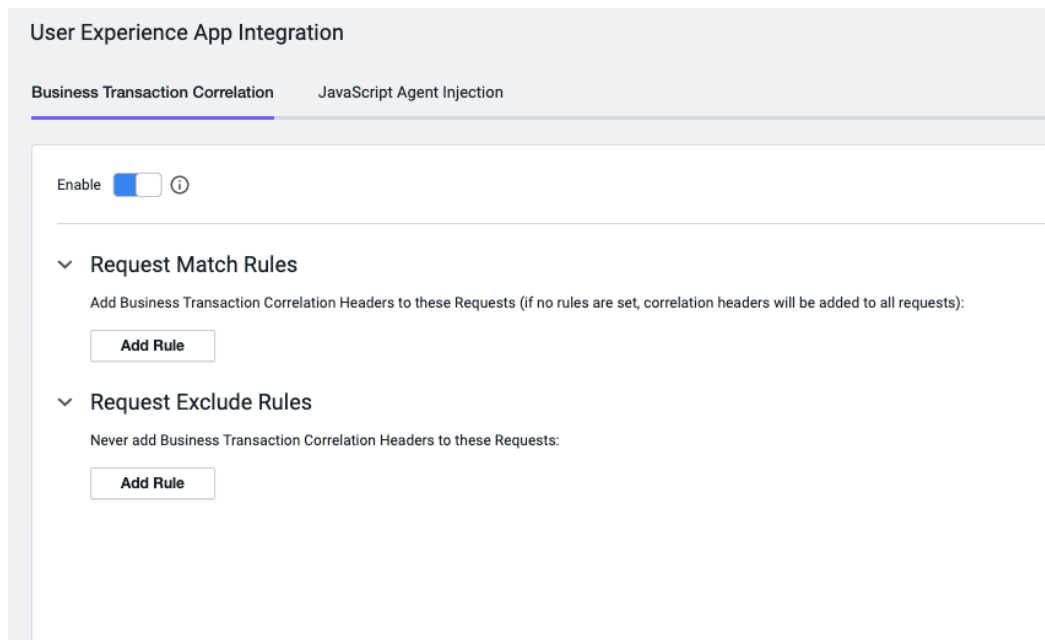 User Experience App Integration
Business Transaction Correlation JavaScript Agent Injection
Enable
Request Match Rules
Add Business Transaction Correlation Headers to these Requests (if no rules are set, correlation headers will be added to all requests):
Add Rule
Request Exclude Rules
Never add Business Transaction Correlation Headers to these Requests:
Add Rule